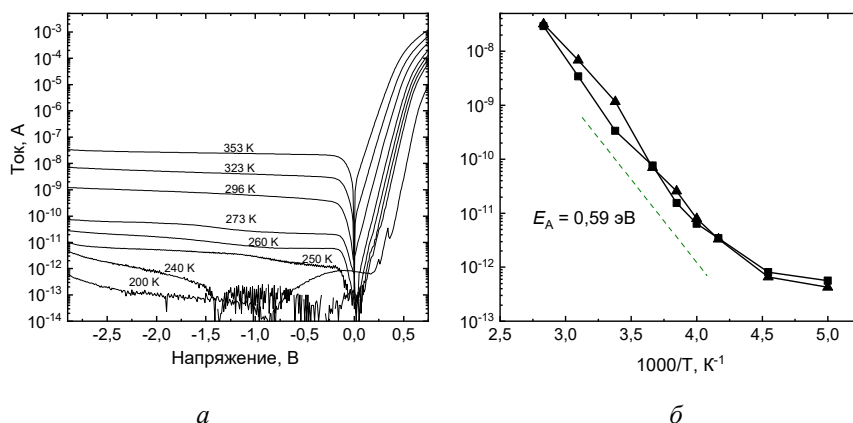 10⁻³
10⁻⁴
10⁻⁵
10⁻⁶
10⁻⁷
10⁻⁸
10⁻⁹
10⁻¹⁰
10⁻¹¹
10⁻¹²
10⁻¹³
10⁻¹⁴
Ток, А
353 K
323 K
296 K
273 K
260 K
250 K
240 K
200 K
-2,5 -2,0 -1,5 -1,0 -0,5 0,0 0,5
Напряжение, В
а
10⁻⁸
10⁻⁹
10⁻¹⁰
10⁻¹¹
10⁻¹²
10⁻¹³
E_A = 0,59 эВ
2,5 3,0 3,5 4,0 4,5 5,0
1000/T, К⁻¹
б